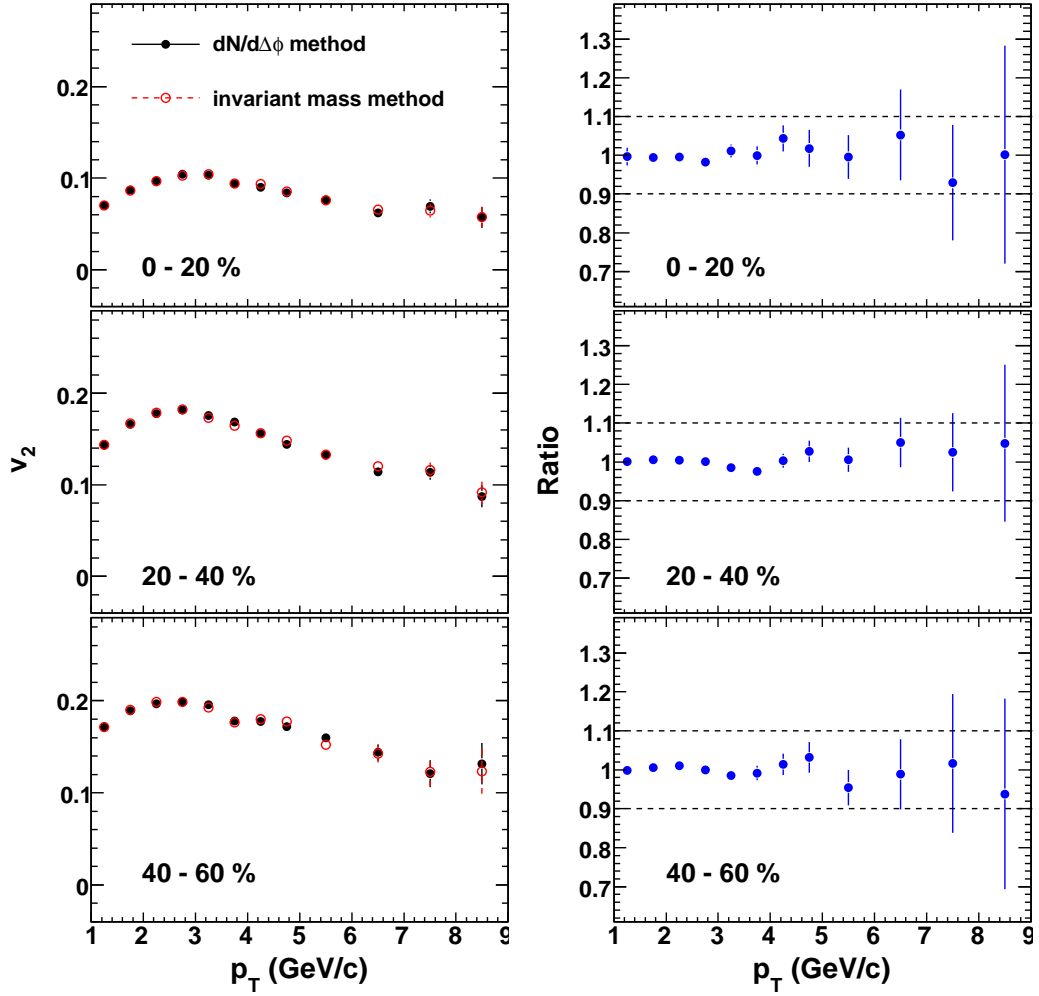 dN/dΔϕ method
invariant mass method
0.2
0.1
0
0 - 20 %
1.3
1.2
1.1
1
0.9
0.8
0.7
0 - 20 %
v2
0.2
0.1
0
20 - 40 %
Ratio
1.3
1.2
1.1
1
0.9
0.8
0.7
20 - 40 %
0.2
0.1
0
40 - 60 %
1 2 3 4 5 6 7 8 9
pT (GeV/c)
1.3
1.2
1.1
1
0.9
0.8
0.7
40 - 60 %
1 2 3 4 5 6 7 8 9
pT (GeV/c)